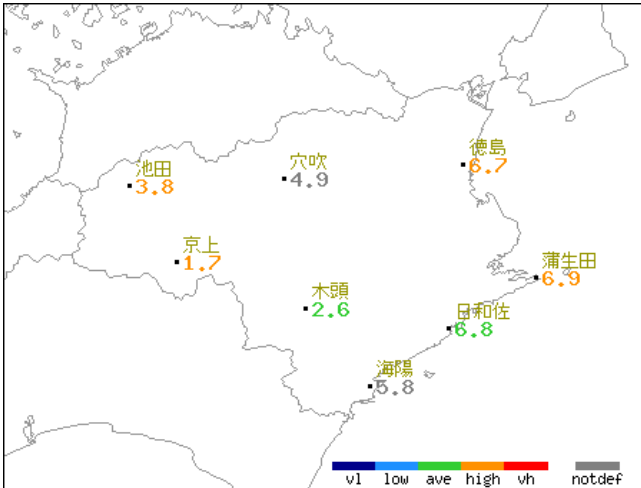 徳島
6.7
穴吹
4.9
池田
3.8
京上
1.7
蒲生田
6.9
木頭
2.6
日和佐
6.8
海陽
5.8
vl low ave high vh notdef